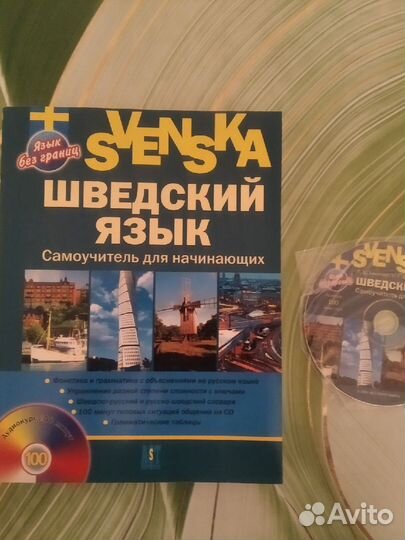 + SVENSKA
Язык
без границ
ШВЕДСКИЙ
ЯЗЫК
Самоучитель для начинающих
Фонетика и грамматика с объяснениями на русском языке
Упражнения разной степени сложности с ключами
Шведско-русский и русско-шведский словари
100 минут типовых ситуаций общения на CD
Грамматические таблицы
Аудиокурс
100
S
+ SVENSKA
ШВЕДСКИ
Самоучитель дл
Avito